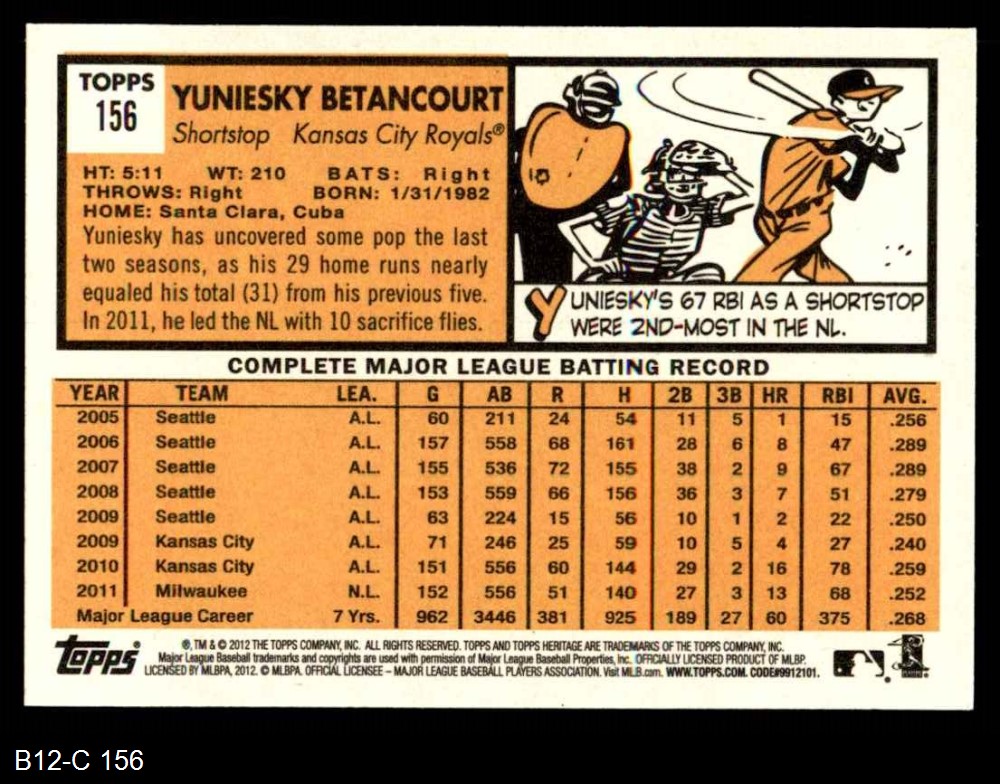 TOPPS
156
YUNIESKY BETANCOURT
Shortstop Kansas City Royals®
HT: 5:11 WT: 210 BATS: Right
THROWS: Right BORN: 1/31/1982
HOME: Santa Clara, Cuba
Yuniesky has uncovered some pop the last
two seasons, as his 29 home runs nearly
equaled his total (31) from his previous five.
In 2011, he led the NL with 10 sacrifice flies.
YUNIESKY'S 67 RBI AS A SHORTSTOP
WERE 2ND-MOST IN THE NL.
COMPLETE MAJOR LEAGUE BATTING RECORD
YEAR TEAM LEA. G AB R H 2B 3B HR RBI AVG.
2005 Seattle A.L. 60 211 24 54 11 5 1 15 .256
2006 Seattle A.L. 157 558 68 161 28 6 8 47 .289
2007 Seattle A.L. 155 536 72 155 38 2 9 67 .289
2008 Seattle A.L. 153 559 66 156 36 3 7 51 .279
2009 Seattle A.L. 63 224 15 56 10 1 2 22 .250
2009 Kansas City A.L. 71 246 25 59 10 5 4 27 .240
2010 Kansas City A.L. 151 556 60 144 29 2 16 78 .259
2011 Milwaukee N.L. 152 556 51 140 27 3 13 68 .252
Major League Career 7 Yrs. 962 3446 381 925 189 27 60 375 .268
topps
®, TM & © 2012 THE TOPPS COMPANY, INC. ALL RIGHTS RESERVED. TOPPS AND TOPPS HERITAGE ARE TRADEMARKS OF THE TOPPS COMPANY, INC.
Major League Baseball trademarks and copyrights are used with permission of Major League Baseball Properties, Inc. OFFICIALLY LICENSED PRODUCT OF MLBP.
LICENSED BY MLBPA, 2012. © MLBPA. OFFICIAL LICENSEE – MAJOR LEAGUE BASEBALL PLAYERS ASSOCIATION. Visit MLB.com. WWW.TOPPS.COM. CODE#9912101.
B12-C 156